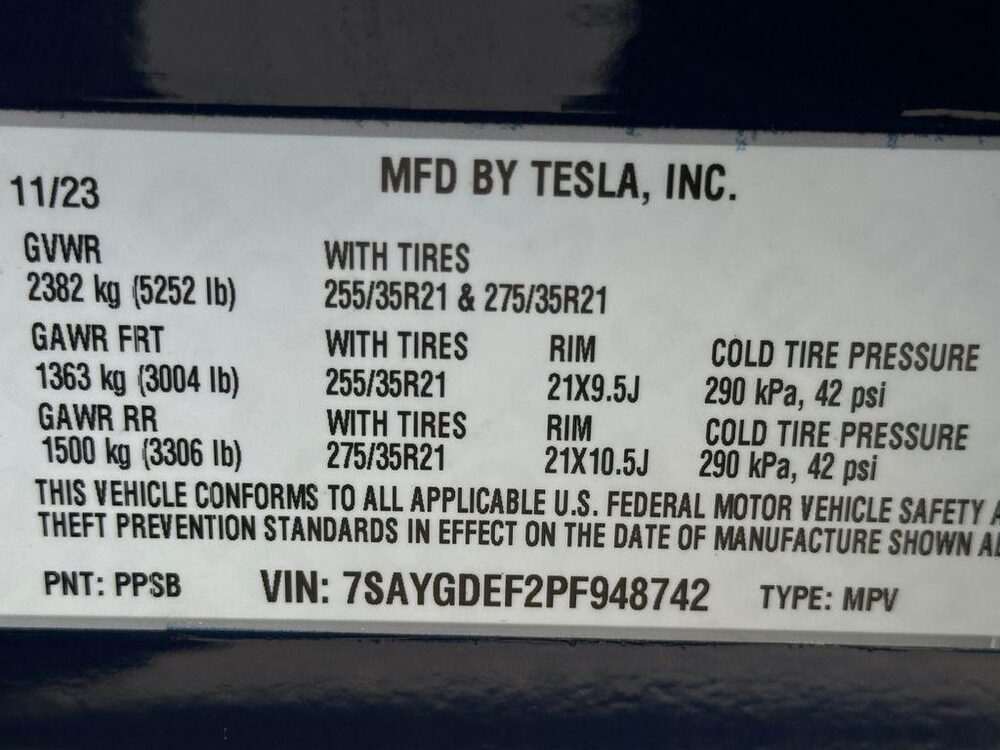 MFD BY TESLA, INC.
11/23
GVWR WITH TIRES
2382 kg (5252 lb) 255/35R21 & 275/35R21
GAWR FRT WITH TIRES RIM COLD TIRE PRESSURE
1363 kg (3004 lb) 255/35R21 21X9.5J 290 kPa, 42 psi
GAWR RR WITH TIRES RIM COLD TIRE PRESSURE
1500 kg (3306 lb) 275/35R21 21X10.5J 290 kPa, 42 psi
THIS VEHICLE CONFORMS TO ALL APPLICABLE U.S. FEDERAL MOTOR VEHICLE SAFETY
THEFT PREVENTION STANDARDS IN EFFECT ON THE DATE OF MANUFACTURE SHOWN
PNT: PPSB VIN: 7SAYGDEF2PF948742 TYPE: MPV